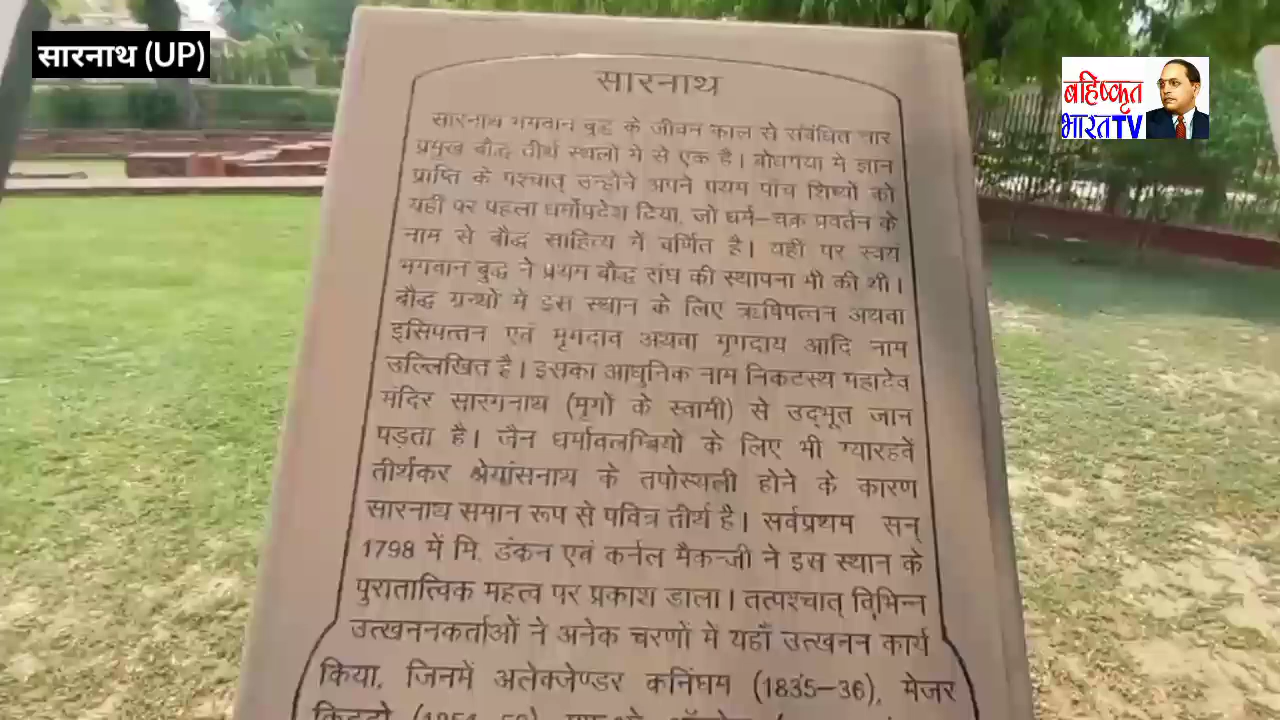 सारनाथ (UP)
बहिष्कृत
भारतTV
सारनाथ
सारनाथ भगवान बुद्ध के जीवन काल से संबंधित चार
प्रमुख बौद्ध तीर्थ स्थलों में से एक है। बोधगया में ज्ञान
प्राप्ति के पश्चात् उन्होंने अपने प्रथम पाँच शिष्यों को
यहीं पर पहला धर्मोपदेश दिया, जो धर्म–चक्र प्रवर्तन के
नाम से बौद्ध साहित्य में वर्णित है। यहीं पर स्वयं
भगवान बुद्ध ने प्रथम बौद्ध संघ की स्थापना भी की थी।
बौद्ध ग्रन्थों में इस स्थान के लिए ऋषिपत्तन अथवा
इसिपत्तन एवं मृगदाव अथवा मृगदाय आदि नाम
उल्लिखित है। इसका आधुनिक नाम निकटस्थ महादेव
मंदिर सारगनाथ (मृगों के स्वामी) से उद्भूत जान
पड़ता है। जैन धर्मावलम्बियों के लिए भी ग्यारहवें
तीर्थकर श्रेयांसनाथ के तपोस्थली होने के कारण
सारनाथ समान रूप से पवित्र तीर्थ है। सर्वप्रथम सन्
1798 में मि. डंकन एवं कर्नल मैकन्जी ने इस स्थान के
पुरातात्विक महत्व पर प्रकाश डाला। तत्पश्चात् विभिन्न
उत्खननकर्ताओं ने अनेक चरणों में यहाँ उत्खनन कार्य
किया, जिनमें अलेक्जेण्डर कनिंघम (1835–36), मेजर